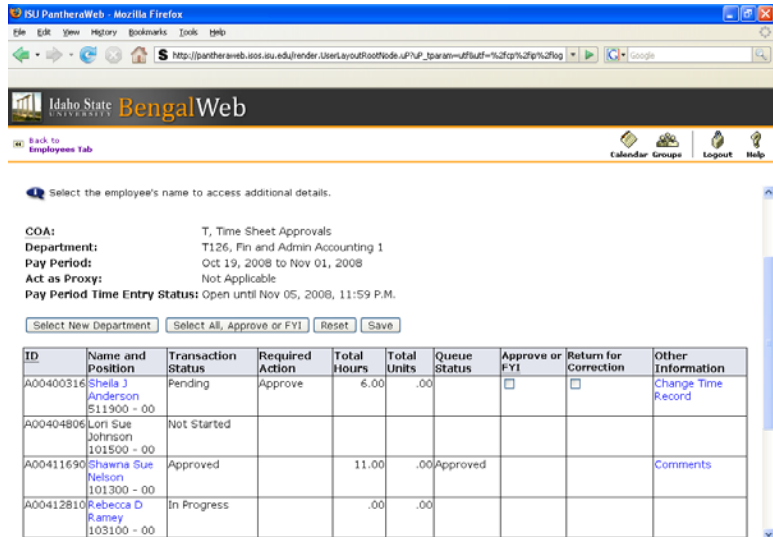 ISU PantheraWeb - Mozilla Firefox
File Edit View History Bookmarks Tools Help
http://pantheraweb.isos.isu.edu/render.UserLayoutRootNode.uP?uP_tparam=utf&utf=%2fcp%2fip%2flog
Google
Idaho State UNIVERSITY BengalWeb
Back to
Employees Tab
Calendar Groups Logout Help
Select the employee's name to access additional details.
COA: T, Time Sheet Approvals
Department: T126, Fin and Admin Accounting 1
Pay Period: Oct 19, 2008 to Nov 01, 2008
Act as Proxy: Not Applicable
Pay Period Time Entry Status: Open until Nov 05, 2008, 11:59 P.M.
Select New Department Select All, Approve or FYI Reset Save
ID Name and Transaction Required Total Total Queue Approve or Return for Other
Position Status Action Hours Units Status FYI Correction Information
A00400316 Sheila J Pending Approve 6.00 .00 Change Time
Anderson Record
511900 - 00
A00404806 Lori Sue Not Started
Johnson
101500 - 00
A00411690 Shawna Sue Approved 11.00 .00 Approved Comments
Nelson
101300 - 00
A00412810 Rebecca D In Progress .00 .00
Ramey
103100 - 00